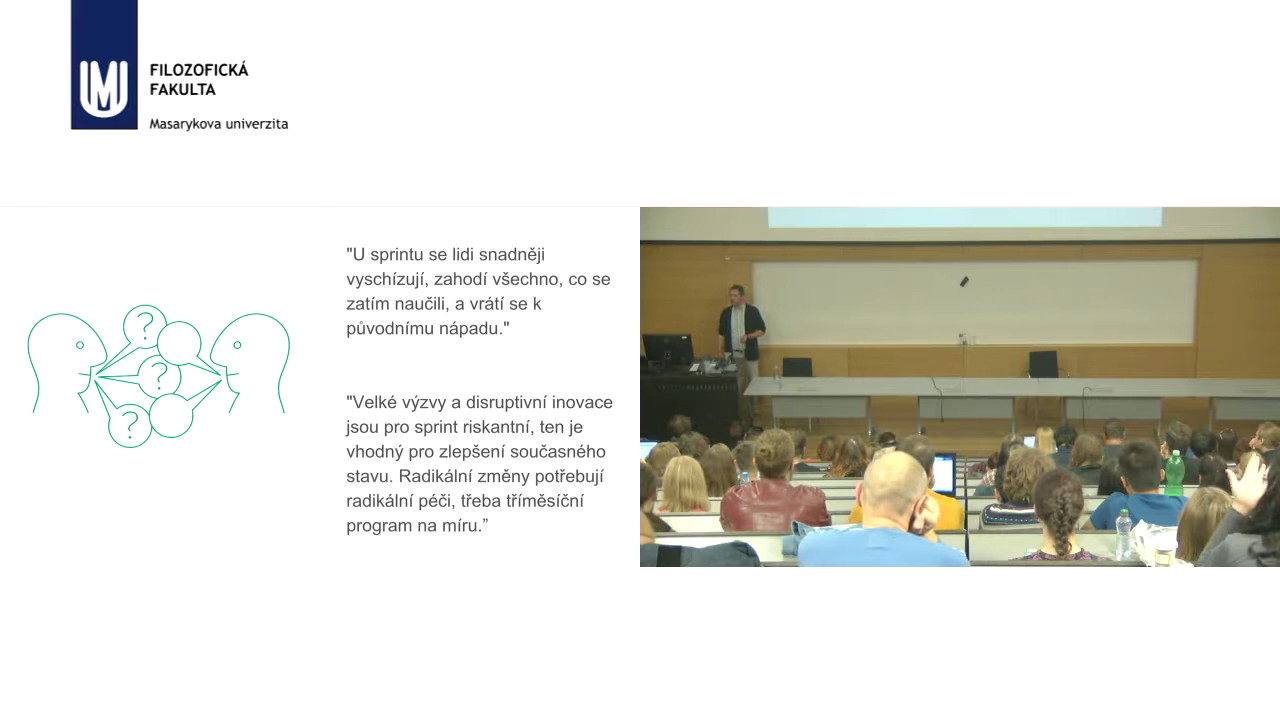 FILOZOFICKÁ
FAKULTA
Masarykova univerzita
"U sprintu se lidi snadněji
vyschízují, zahodí všechno, co se
zatím naučili, a vrátí se k
původnímu nápadu."
"Velké výzvy a disruptivní inovace
jsou pro sprint riskantní, ten je
vhodný pro zlepšení současného
stavu. Radikální změny potřebují
radikální péči, třeba tříměsíční
program na míru.”